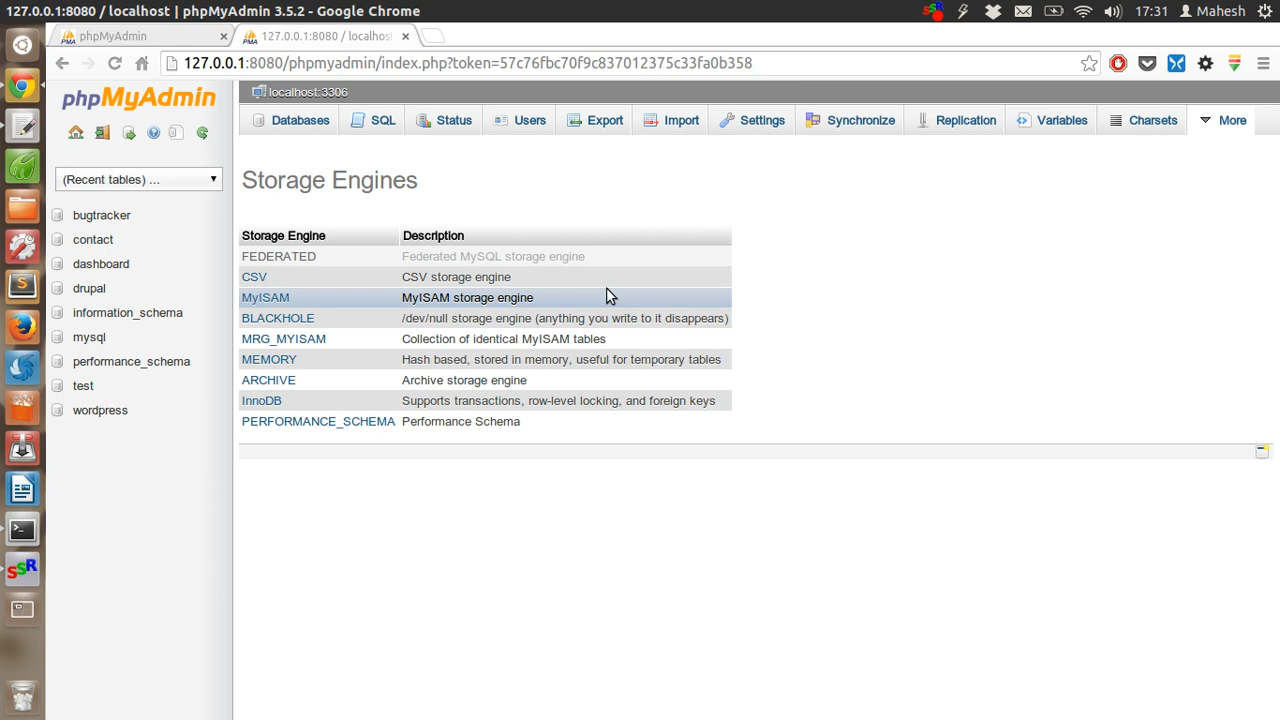 127.0.0.1:8080 / localhost | phpMyAdmin 3.5.2 - Google Chrome
17:31 Mahesh
phpMyAdmin × 127.0.0.1:8080 / localhos ×
127.0.0.1:8080/phpmyadmin/index.php?token=57c76fbc70f9c837012375c33fa0b358
phpMyAdmin
localhost:3306
Databases SQL Status Users Export Import Settings Synchronize Replication Variables Charsets More
(Recent tables) ...
bugtracker
contact
dashboard
drupal
information_schema
mysql
performance_schema
test
wordpress
Storage Engines
Storage Engine Description
FEDERATED Federated MySQL storage engine
CSV CSV storage engine
MyISAM MyISAM storage engine
BLACKHOLE /dev/null storage engine (anything you write to it disappears)
MRG_MYISAM Collection of identical MyISAM tables
MEMORY Hash based, stored in memory, useful for temporary tables
ARCHIVE Archive storage engine
InnoDB Supports transactions, row-level locking, and foreign keys
PERFORMANCE_SCHEMA Performance Schema
SSR